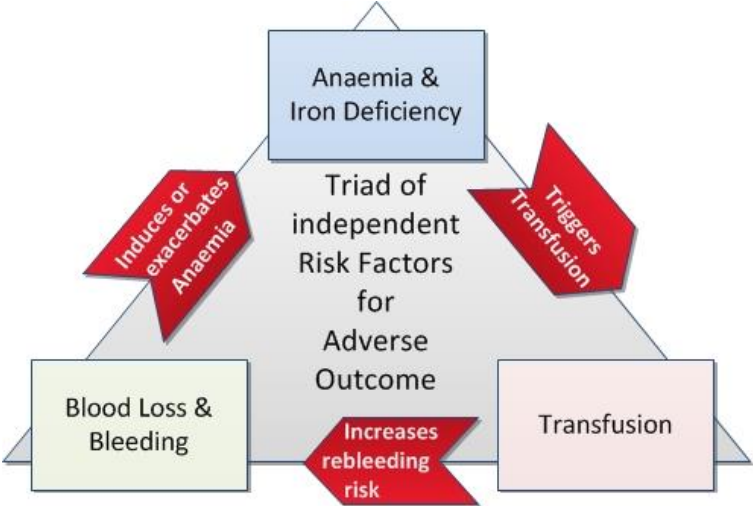 Anaemia &
Iron Deficiency
Triad of
independent
Risk Factors
for
Adverse
Outcome
Induces or
exacerbates
Anaemia
Triggers
Transfusion
Blood Loss &
Bleeding
Increases
rebleeding
risk
Transfusion